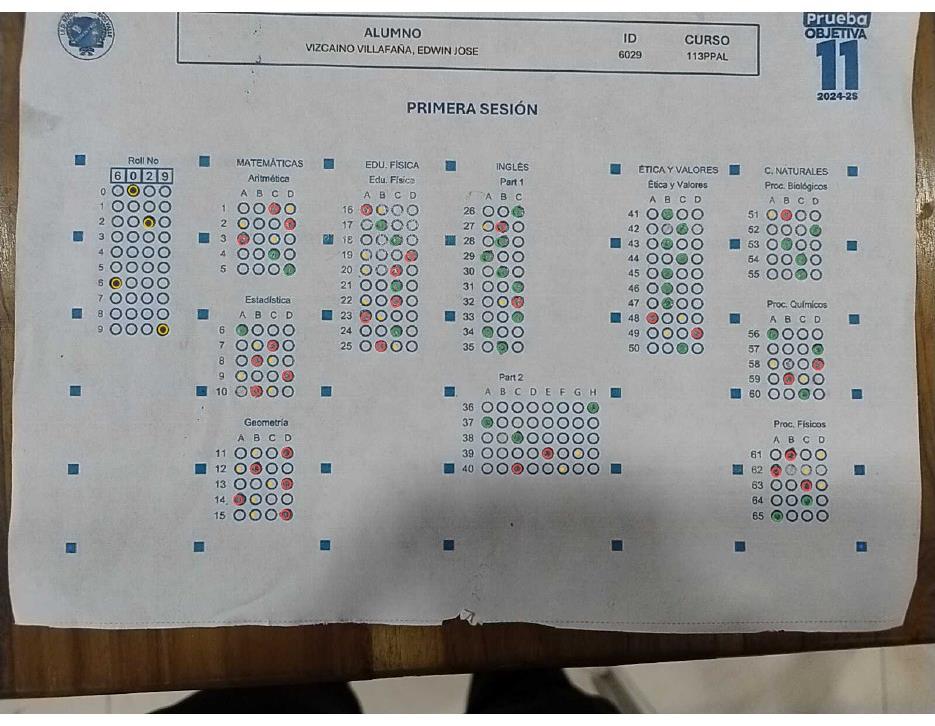 ALUMNO
VIZCAINO VILLAFAÑA, EDWIN JOSE
ID
6029
CURSO
113PPAL
Prueba
OBJETIVA
11
2024-2S
PRIMERA SESIÓN
Roll No
6 0 2 9
0
1
2
3
4
5
6
7
8
9
MATEMÁTICAS
Aritmética
A B C D
1
2
3
4
5
Estadística
A B C D
6
7
8
9
10
Geometría
A B C D
11
12
13
14
15
EDU. FÍSICA
Edu. Física
A B C D
16
17
18
19
20
21
22
23
24
25
INGLÉS
Part 1
A B C
26
27
28
29
30
31
32
33
34
35
Part 2
A B C D E F G H
36
37
38
39
40
ÉTICA Y VALORES
Ética y Valores
A B C D
41
42
43
44
45
46
47
48
49
50
C. NATURALES
Proc. Biológicos
A B C D
51
52
53
54
55
Proc. Químicos
A B C D
56
57
58
59
60
Proc. Físicos
A B C D
61
62
63
64
65